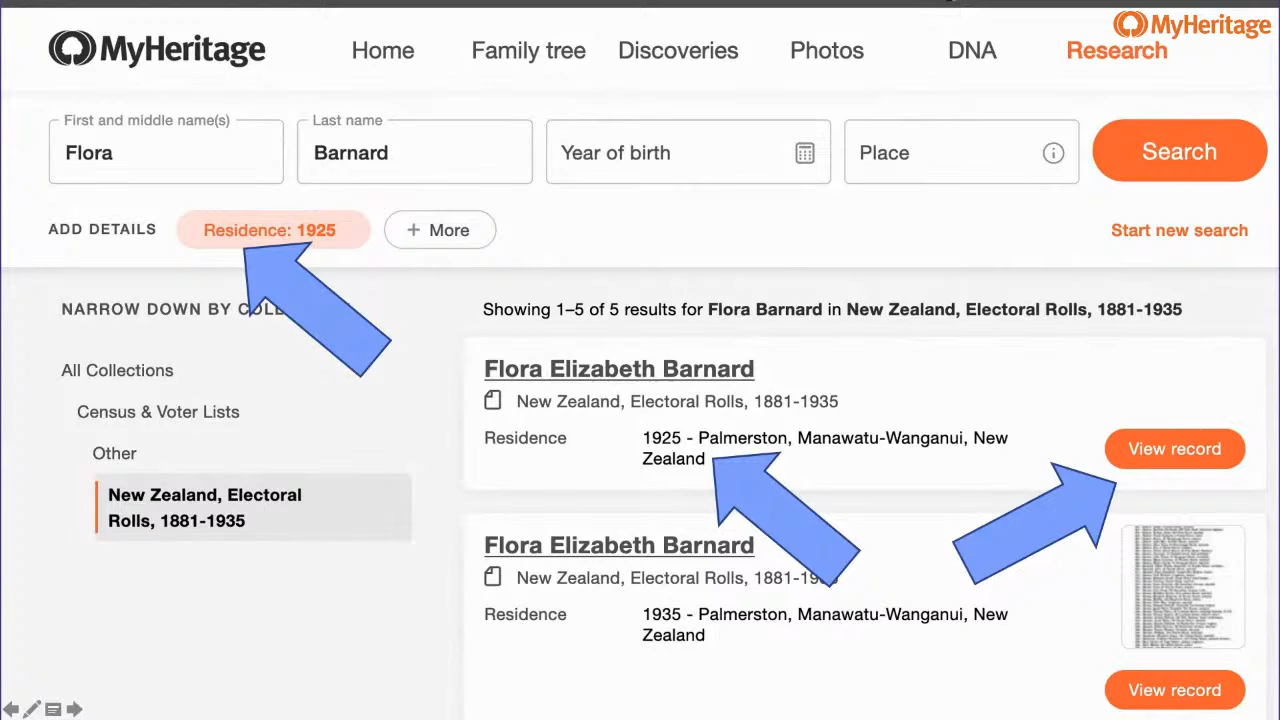 MyHeritage
MyHeritage Home Family tree Discoveries Photos DNA Research
First and middle name(s)
Flora
Last name
Barnard
Year of birth
Place
Search
ADD DETAILS Residence: 1925 + More Start new search
NARROW DOWN BY
All Collections
Census & Voter Lists
Other
New Zealand, Electoral
Rolls, 1881-1935
Showing 1–5 of 5 results for Flora Barnard in New Zealand, Electoral Rolls, 1881-1935
Flora Elizabeth Barnard
New Zealand, Electoral Rolls, 1881-1935
Residence 1925 - Palmerston, Manawatu-Wanganui, New
Zealand
View record
Flora Elizabeth Barnard
New Zealand, Electoral Rolls,
Residence 1935 - Palmerston, Manawatu-Wanganui, New
Zealand
View record